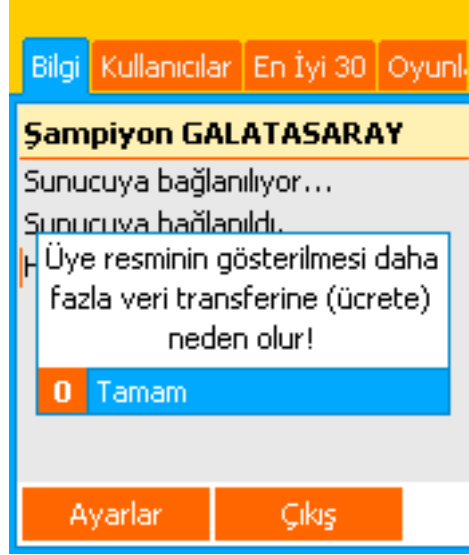 Bilgi Kullanıcılar En İyi 30
Şampiyon GALATASARAY
Sunucuya bağlanılıyor...
Sunucuya bağlanıldı.
Üye resminin gösterilmesi daha
fazla veri transferine (ücrete)
neden olur!
0 Tamam
Ayarlar Çıkış